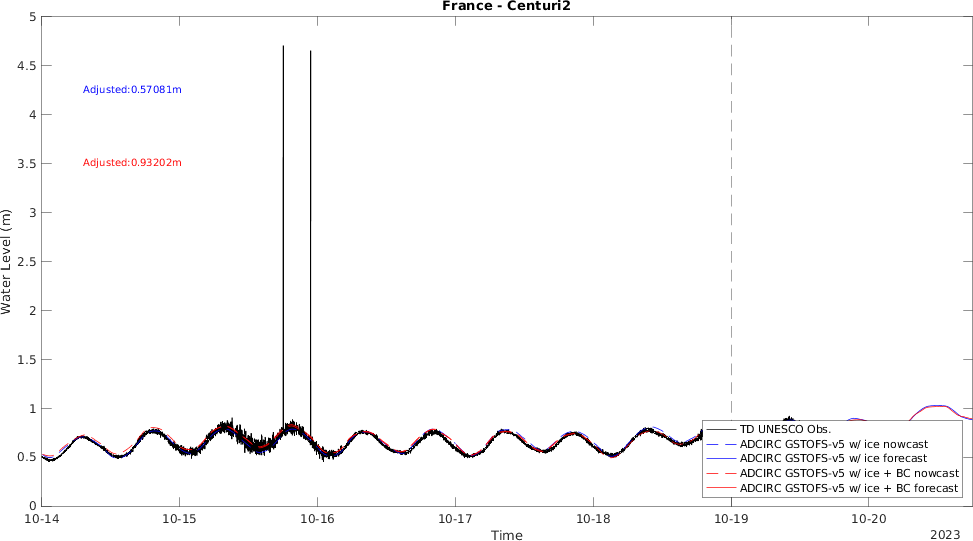 France - Centuri2
5
4.5
4
3.5
3
2.5
2
1.5
1
0.5
0
Water Level (m)
Adjusted:0.57081m
Adjusted:0.93202m
TD UNESCO Obs.
ADCIRC GSTOFS-v5 w/ ice nowcast
ADCIRC GSTOFS-v5 w/ ice forecast
ADCIRC GSTOFS-v5 w/ ice + BC nowcast
ADCIRC GSTOFS-v5 w/ ice + BC forecast
10-14 10-15 10-16 10-17 10-18 10-19 10-20
Time
2023